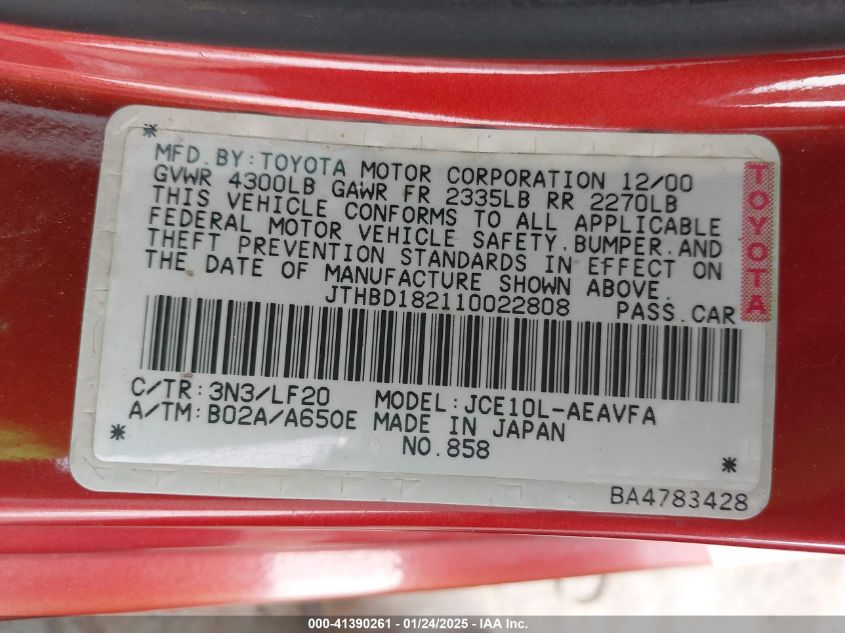 MFD.BY:TOYOTA MOTOR CORPORATION 12/00
GVWR 4300LB GAWR FR 2335LB RR 2270LB
THIS VEHICLE CONFORMS TO ALL APPLICABLE
FEDERAL MOTOR VEHICLE SAFETY,BUMPER,AND
THEFT PREVENTION STANDARDS IN EFFECT ON
THE DATE OF MANUFACTURE SHOWN ABOVE.
JTHBD182110022808 PASS.CAR
TOYOTA
C/TR:3N3/LF20 MODEL:JCE10L-AEAVFA
A/TM:B02A/A650E MADE IN JAPAN
NO.858
BA4783428
000-41390261 - 01/24/2025 - IAA Inc.